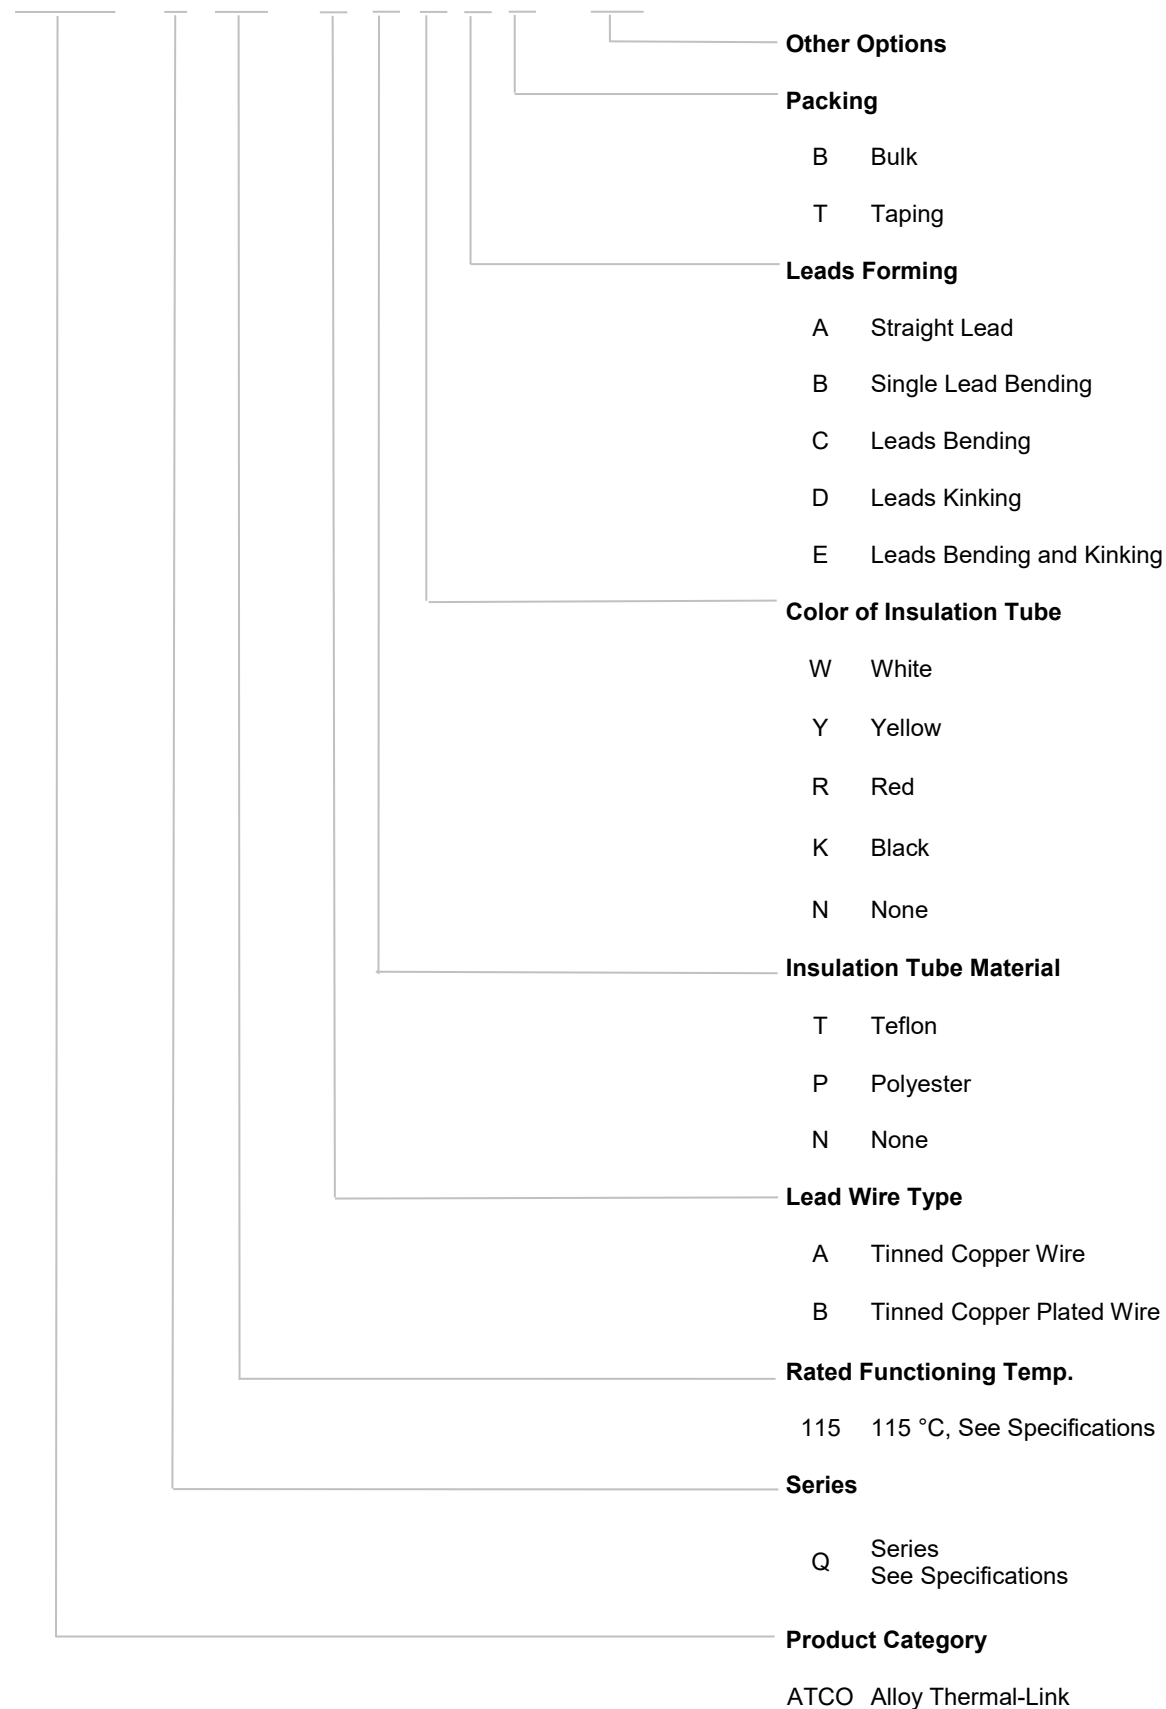 Other Options
Packing
B Bulk
T Taping
Leads Forming
A Straight Lead
B Single Lead Bending
C Leads Bending
D Leads Kinking
E Leads Bending and Kinking
Color of Insulation Tube
W White
Y Yellow
R Red
K Black
N None
Insulation Tube Material
T Teflon
P Polyester
N None
Lead Wire Type
A Tinned Copper Wire
B Tinned Copper Plated Wire
Rated Functioning Temp.
115 115 °C, See Specifications
Series
Q Series
See Specifications
Product Category
ATCO Alloy Thermal-Link